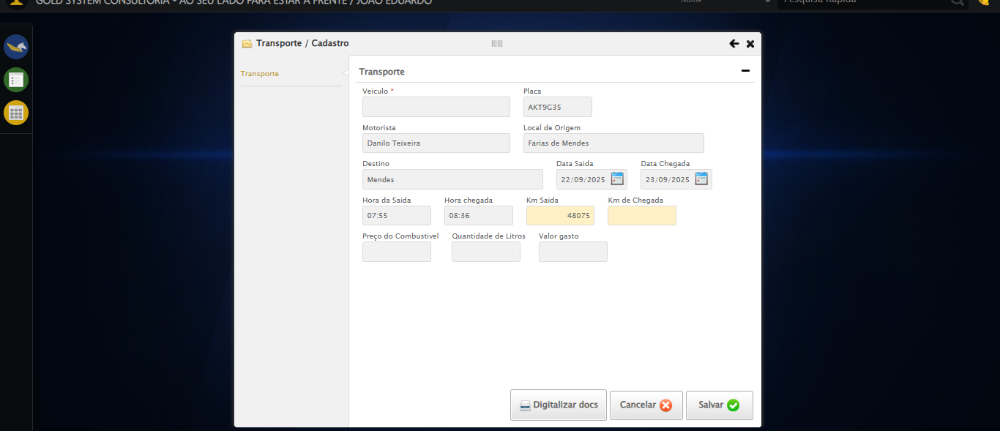 GOLD SYSTEM CONSULTORIA - AO SEU LADO PARA ESTAR A FRENTE / JOAO EDUARDO
Nome
Pesquisa Rápida
Transporte / Cadastro
Transporte
Transporte
Veiculo * Placa
AKT9G35
Motorista Local de Origem
Danilo Teixeira Farias de Mendes
Destino Data Saida Data Chegada
Mendes 22/09/2025 23/09/2025
Hora da Saida Hora chegada Km Saida Km de Chegada
07:55 08:36 48075
Preço do Combustivel Quantidade de Litros Valor gasto
Digitalizar docs Cancelar Salvar